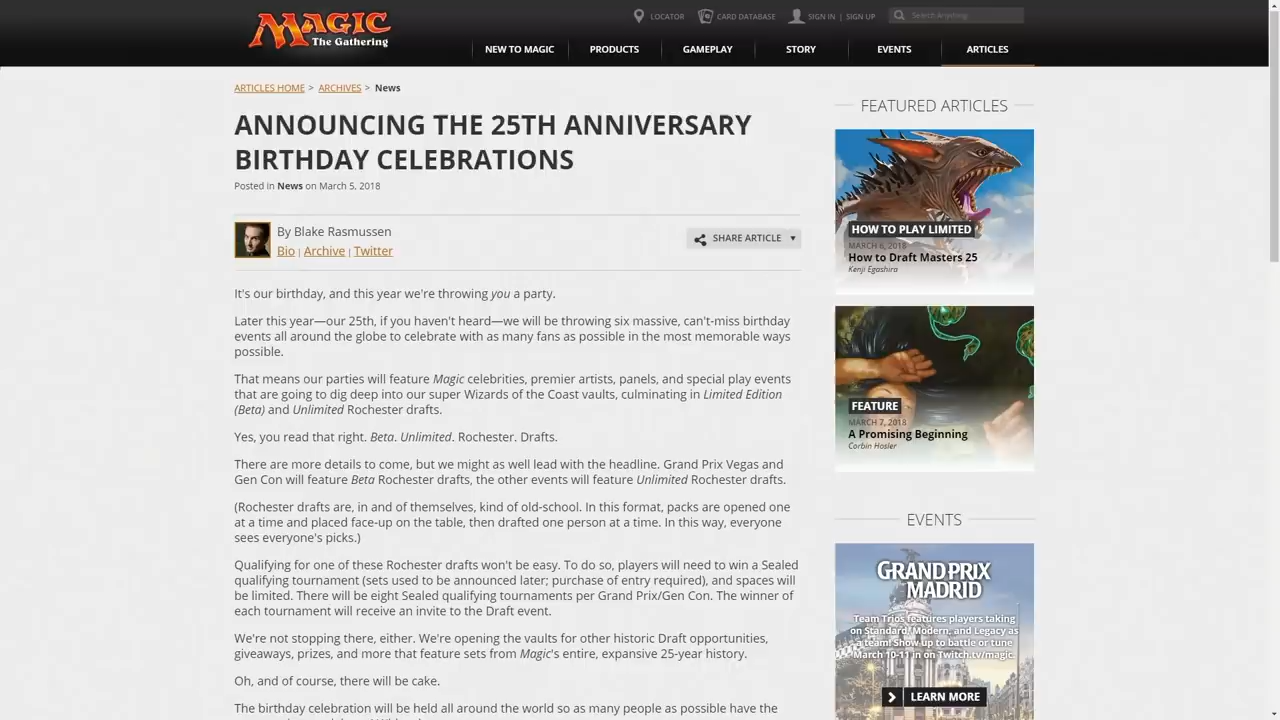 MAGIC
The Gathering
LOCATOR
CARD DATABASE
SIGN IN | SIGN UP
Search Anything
NEW TO MAGIC
PRODUCTS
GAMEPLAY
STORY
EVENTS
ARTICLES
ARTICLES HOME > ARCHIVES > News
ANNOUNCING THE 25TH ANNIVERSARY
BIRTHDAY CELEBRATIONS
Posted in News on March 5, 2018
By Blake Rasmussen
Bio | Archive | Twitter
SHARE ARTICLE
It's our birthday, and this year we're throwing you a party.
Later this year—our 25th, if you haven't heard—we will be throwing six massive, can't-miss birthday
events all around the globe to celebrate with as many fans as possible in the most memorable ways
possible.
That means our parties will feature Magic celebrities, premier artists, panels, and special play events
that are going to dig deep into our super Wizards of the Coast vaults, culminating in Limited Edition
(Beta) and Unlimited Rochester drafts.
Yes, you read that right. Beta. Unlimited. Rochester. Drafts.
There are more details to come, but we might as well lead with the headline. Grand Prix Vegas and
Gen Con will feature Beta Rochester drafts, the other events will feature Unlimited Rochester drafts.
(Rochester drafts are, in and of themselves, kind of old-school. In this format, packs are opened one
at a time and placed face-up on the table, then drafted one person at a time. In this way, everyone
sees everyone's picks.)
Qualifying for one of these Rochester drafts won't be easy. To do so, players will need to win a Sealed
qualifying tournament (sets used to be announced later; purchase of entry required), and spaces will
be limited. There will be eight Sealed qualifying tournaments per Grand Prix/Gen Con. The winner of
each tournament will receive an invite to the Draft event.
We're not stopping there, either. We're opening the vaults for other historic Draft opportunities,
giveaways, prizes, and more that feature sets from Magic's entire, expansive 25-year history.
Oh, and of course, there will be cake.
The birthday celebration will be held all around the world so as many people as possible have the
FEATURED ARTICLES
HOW TO PLAY LIMITED
MARCH 6, 2018
How to Draft Masters 25
Kenji Egashira
FEATURE
MARCH 7, 2018
A Promising Beginning
Corbin Hosler
EVENTS
GRAND PRIX
MADRID
Team Trios features players taking
on Standard, Modern, and Legacy as
a team! Show up to battle or tune
March 10-11 in on Twitch.tv/magic.
LEARN MORE